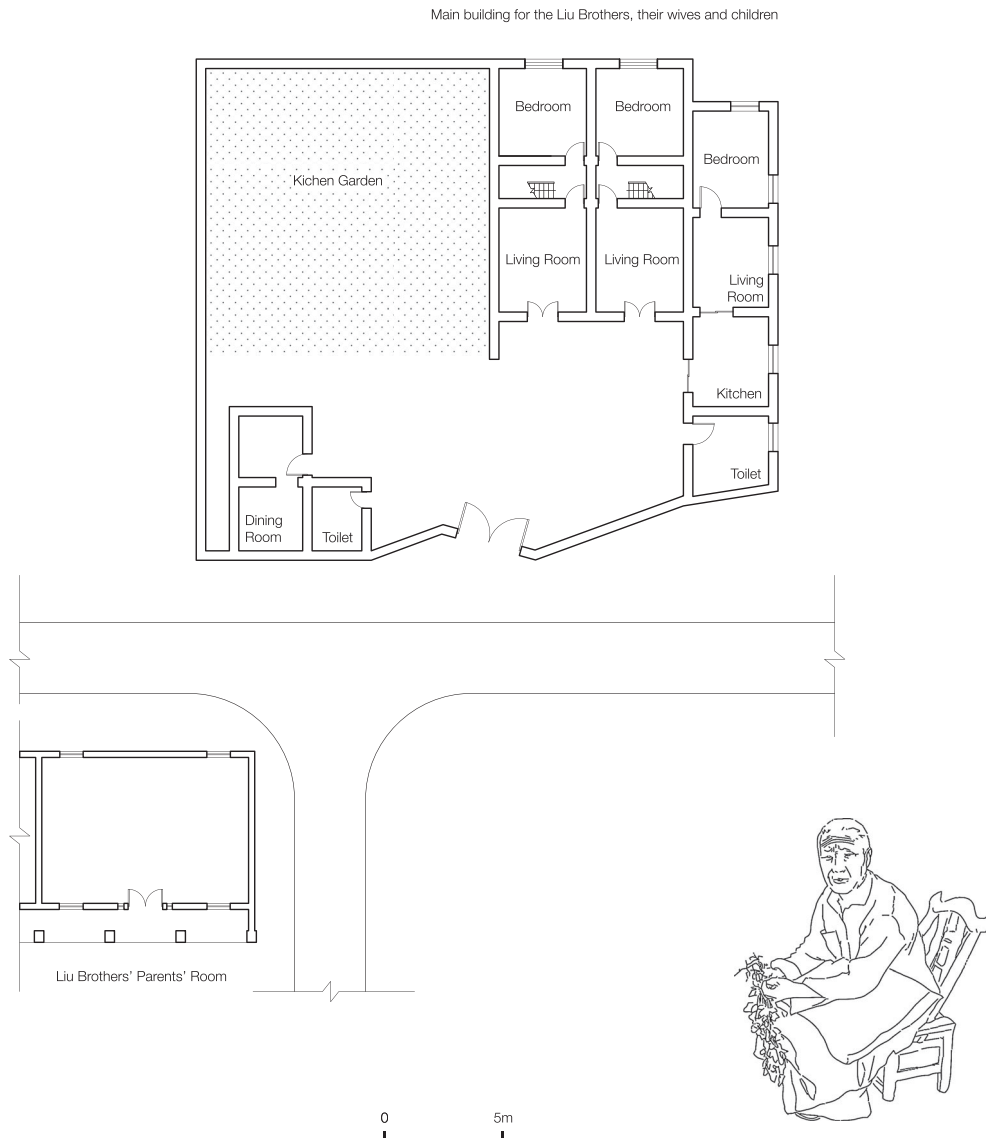 Main building for the Liu Brothers, their wives and children
Bedroom
Bedroom
Bedroom
Kichen Garden
Living Room
Living Room
Living
Room
Kitchen
Toilet
Dining
Room
Toilet
Liu Brothers' Parents' Room
0
5m